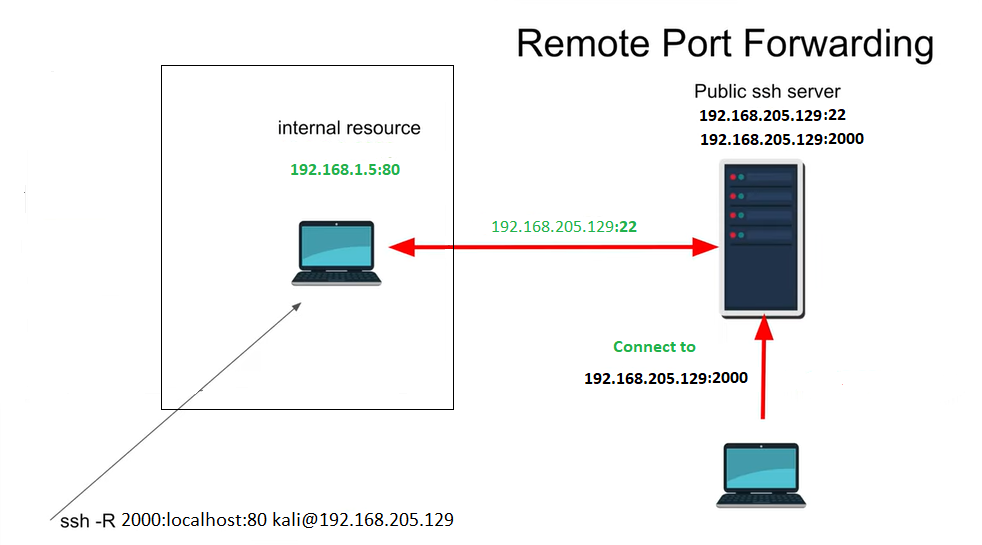 Remote Port Forwarding
Public ssh server
192.168.205.129:22
192.168.205.129:2000
internal resource
192.168.1.5:80
192.168.205.129:22
Connect to
192.168.205.129:2000
ssh -R 2000:localhost:80 kali@192.168.205.129